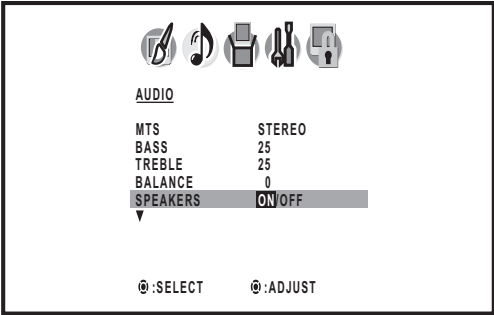 AUDIO
MTS STEREO
BASS 25
TREBLE 25
BALANCE 0
SPEAKERS ON/OFF
:SELECT :ADJUST